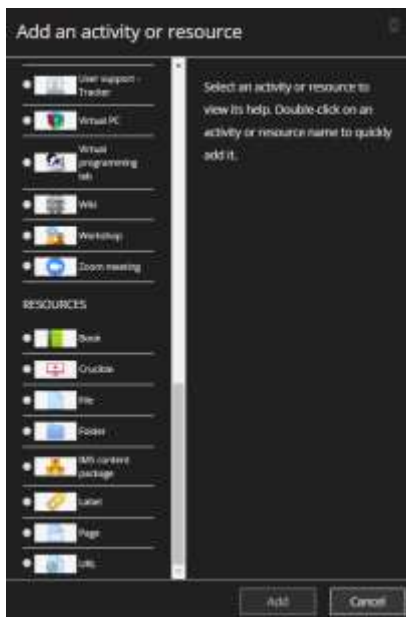 Add an activity or resource
User support -
Tracker
Virtual PC
Virtual
programming
lab
Wiki
Workshop
Zoom meeting
RESOURCES
Book
Crucible
File
Folder
IMS content
package
Label
Page
URL
Select an activity or resource to
view its help. Double-click on an
activity or resource name to quickly
add it.
Add
Cancel